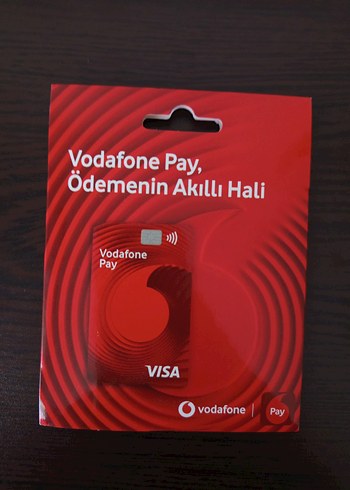 Vodafone Pay,
Ödemenin Akıllı Hali
Vodafone
Pay
VISA
vodafone
Pay